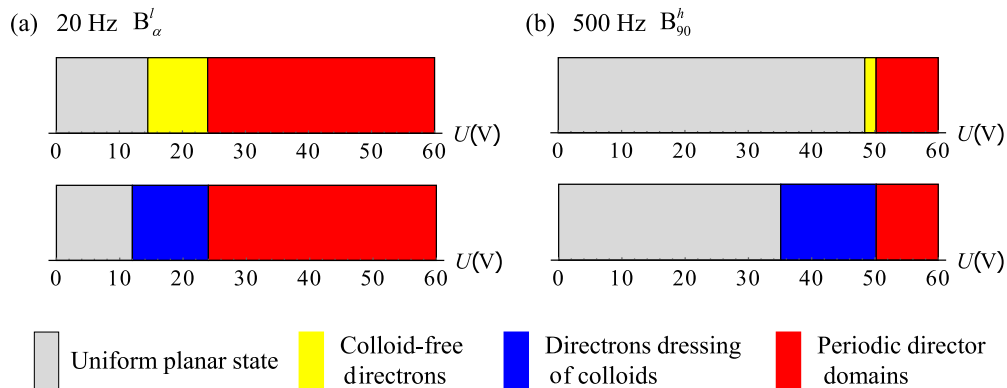 (a) 20 Hz B^l_α
(b) 500 Hz B^h_90
0 10 20 30 40 50 60 U(V)
0 10 20 30 40 50 60 U(V)
0 10 20 30 40 50 60 U(V)
0 10 20 30 40 50 60 U(V)
Uniform planar state
Colloid-free
directrons
Directrons dressing
of colloids
Periodic director
domains